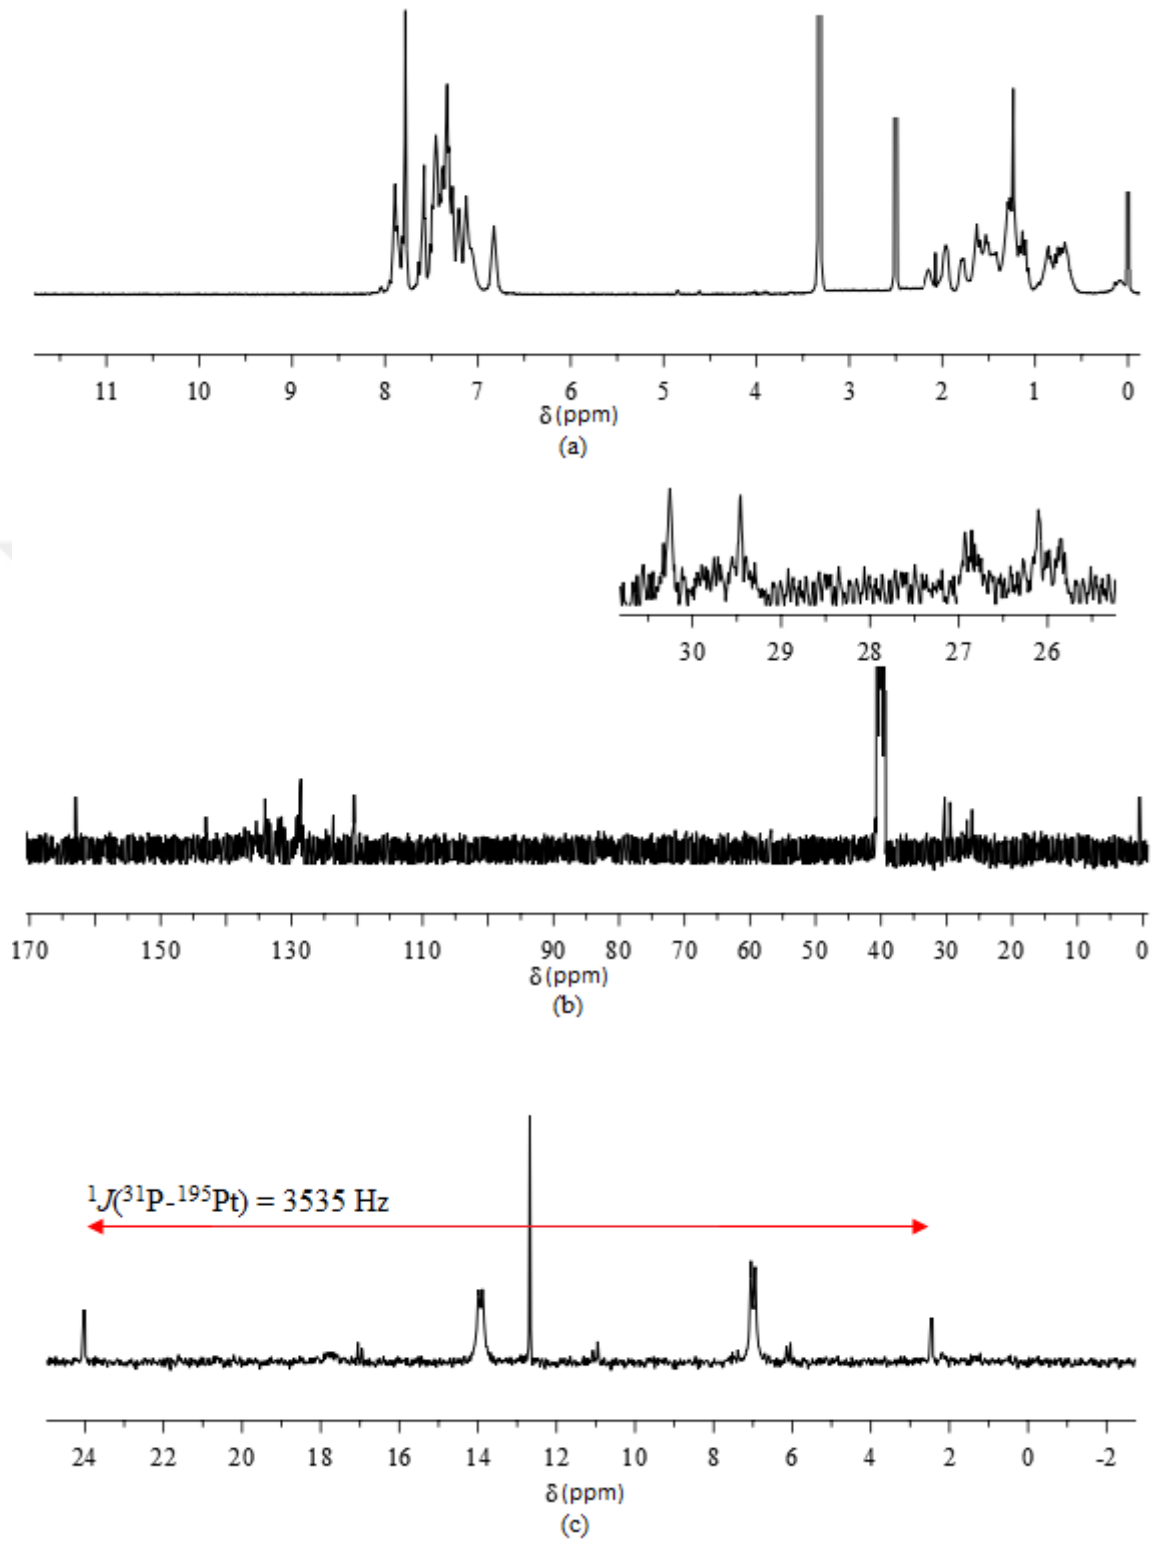 11 10 9 8 7 6 5 4 3 2 1 0
δ (ppm)
(a)
30 29 28 27 26
170 150 130 110 90 80 70 60 50 40 30 20 10 0
δ (ppm)
(b)
¹J(³¹P-¹⁹⁵Pt) = 3535 Hz
24 22 20 18 16 14 12 10 8 6 4 2 0 -2
δ (ppm)
(c)